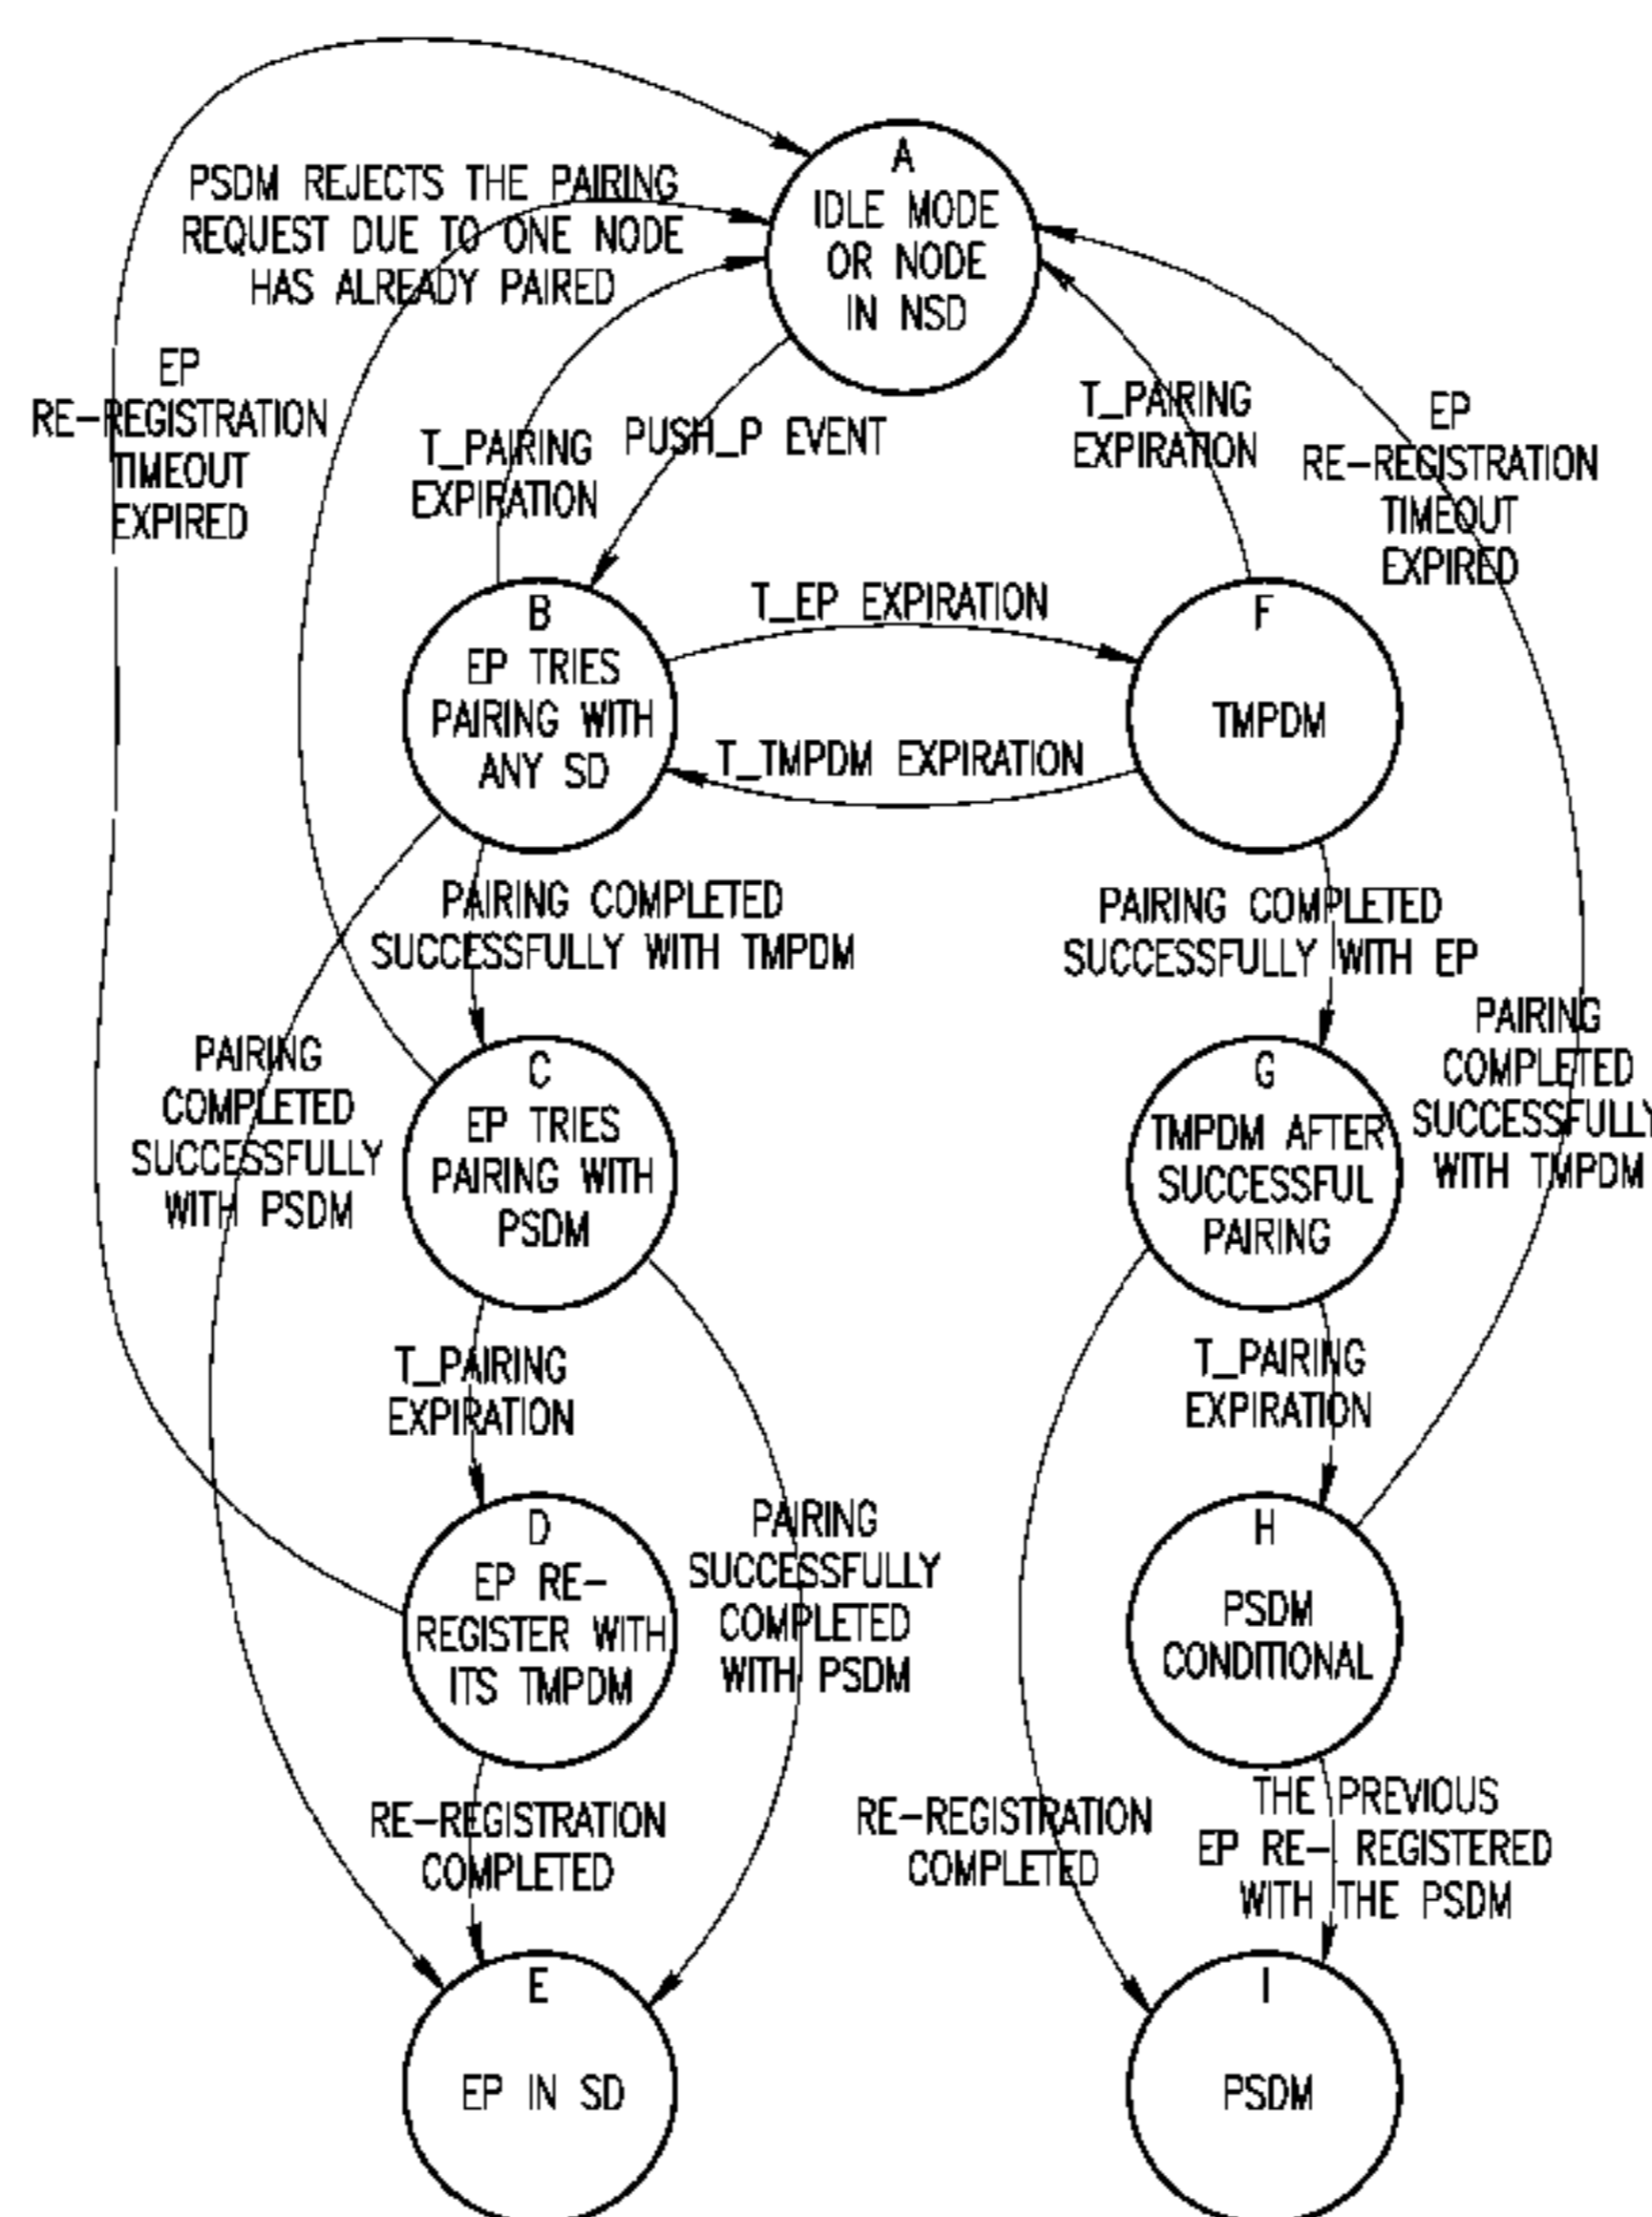 A
IDLE MODE
OR NODE
IN NSD
PSDM REJECTS THE PAIRING
REQUEST DUE TO ONE NODE
HAS ALREADY PAIRED
EP
RE-REGISTRATION
TIMEOUT
EXPIRED
T_PAIRING
EXPIRATION
PUSH_P EVENT
T_PAIRING
EXPIRATION
EP
RE-REGISTRATION
TIMEOUT
EXPIRED
B
EP TRIES
PAIRING WITH
ANY SD
T_EP EXPIRATION
T_TMPDM EXPIRATION
F
TMPDM
PAIRING COMPLETED
SUCCESSFULLY WITH TMPDM
PAIRING COMPLETED
SUCCESSFULLY WITH EP
PAIRING
COMPLETED
SUCCESSFULLY
WITH PSDM
C
EP TRIES
PAIRING WITH
PSDM
G
TMPDM AFTER
SUCCESSFUL
PAIRING
PAIRING
COMPLETED
SUCCESSFULLY
WITH TMPDM
T_PAIRING
EXPIRATION
T_PAIRING
EXPIRATION
D
EP RE-
REGISTER WITH
ITS TMPDM
PAIRING
SUCCESSFULLY
COMPLETED
WITH PSDM
H
PSDM
CONDITIONAL
RE-REGISTRATION
COMPLETED
RE-REGISTRATION
COMPLETED
THE PREVIOUS
EP RE- REGISTERED
WITH THE PSDM
E
EP IN SD
I
PSDM